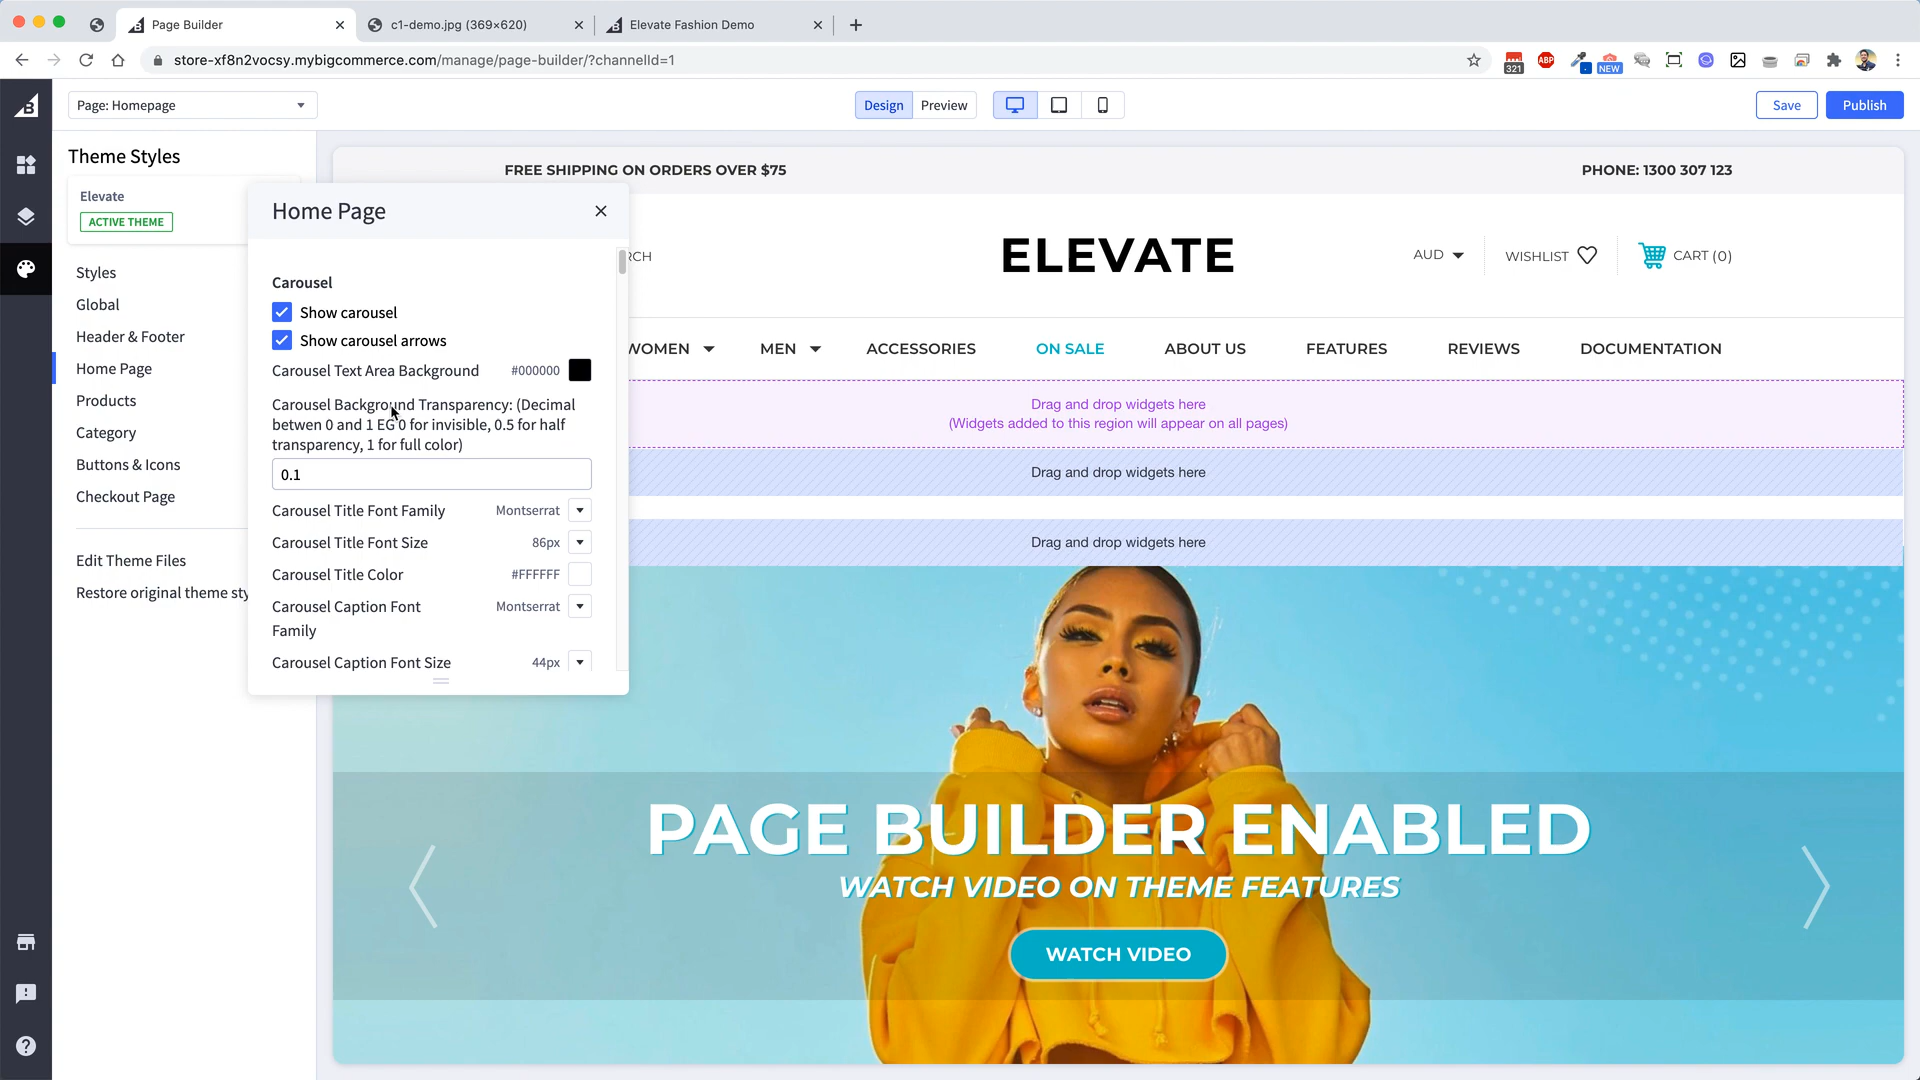 Page Builder
c1-demo.jpg (369×620)
Elevate Fashion Demo
store-xf8n2vocsy.mybigcommerce.com/manage/page-builder/?channelId=1
321
ABP
NEW
Page: Homepage
Design
Preview
Save
Publish
Theme Styles
Elevate
ACTIVE THEME
Styles
Global
Header & Footer
Home Page
Products
Category
Buttons & Icons
Checkout Page
Edit Theme Files
Restore original theme sty
Home Page
Carousel
Show carousel
Show carousel arrows
Carousel Text Area Background #000000
Carousel Background Transparency: (Decimal
betwen 0 and 1 EG 0 for invisible, 0.5 for half
transparency, 1 for full color)
0.1
Carousel Title Font Family Montserrat
Carousel Title Font Size 86px
Carousel Title Color #FFFFFF
Carousel Caption Font Montserrat
Family
Carousel Caption Font Size 44px
FREE SHIPPING ON ORDERS OVER $75
PHONE: 1300 307 123
RCH
ELEVATE
AUD
WISHLIST
CART (0)
WOMEN
MEN
ACCESSORIES
ON SALE
ABOUT US
FEATURES
REVIEWS
DOCUMENTATION
Drag and drop widgets here
(Widgets added to this region will appear on all pages)
Drag and drop widgets here
Drag and drop widgets here
PAGE BUILDER ENABLED
WATCH VIDEO ON THEME FEATURES
WATCH VIDEO